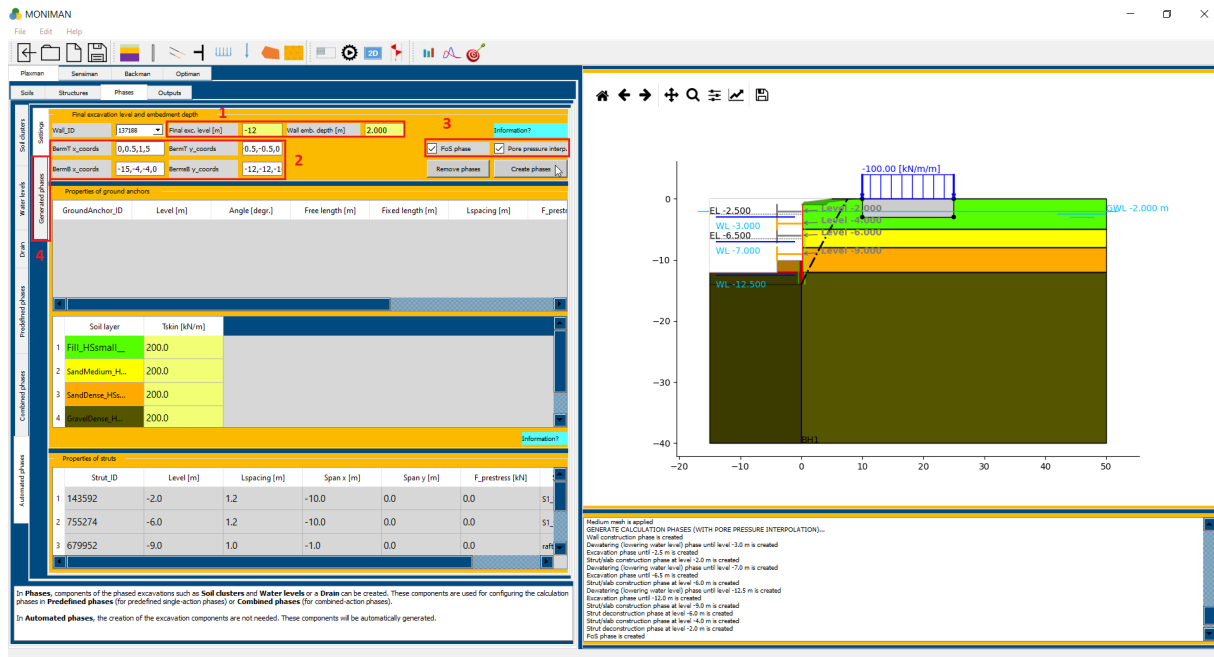 MONIMAN
File Edit Help
2D
Plaxman Sensiman Backman Optiman
Soils Structures Phases Outputs
Soil clusters
Water levels
Drain
Predefined phases
Combined phases
Automated phases
Settings
Generated phases
4
Final excavation level and embedment depth
1
Wall_ID 137188 Final exc. level [m] -12 Wall emb. depth [m] 2.000
3
Information?
BermT x_coords 0,0.5,1,5 BermT y_coords -0.5,-0.5,0
2
FoS phase Pore pressure interp.
BermB x_coords -15,-4,-4,0 BermsB y_coords -12,-12,-1
Remove phases Create phases
Properties of ground anchors
GroundAnchor_ID Level [m] Angle [degr.] Free length [m] Fixed length [m] Lspacing [m] F_prestr
Soil layer Tskin [kN/m]
1 Fill_HSsmall__ 200.0
2 SandMedium_H... 200.0
3 SandDense_HSs... 200.0
4 GravelDense_H... 200.0
Information?
Properties of struts
Strut_ID Level [m] Lspacing [m] Span x [m] Span y [m] F_prestress [kN]
1 143592 -2.0 1.2 -10.0 0.0 0.0 S1_
2 755274 -6.0 1.2 -10.0 0.0 0.0 S1_
3 679952 -9.0 1.0 -1.0 0.0 0.0 raft
In Phases, components of the phased excavations such as Soil clusters and Water levels or a Drain can be created. These components are used for configuring the calculation
phases in Predefined phases (for predefined single-action phases) or Combined phases (for combined-action phases).
In Automated phases, the creation of the excavation components are not needed. These components will be automatically generated.
-100.00 [kN/m/m]
EL -2.500
Level -2.000
GWL -2.000 m
WL -3.000
Level -4.000
EL -6.500
Level -6.000
WL -7.000
Level -9.000
WL -12.500
BH1
0
−10
−20
−30
−40
−20 −10 0 10 20 30 40 50
Medium mesh is applied
GENERATE CALCULATION PHASES (WITH PORE PRESSURE INTERPOLATION)...
Wall construction phase is created
Dewatering (lowering water level) phase until level -3.0 m is created
Excavation phase until -2.5 m is created
Strut/slab construction phase at level -2.0 m is created
Dewatering (lowering water level) phase until level -7.0 m is created
Excavation phase until -6.5 m is created
Strut/slab construction phase at level -6.0 m is created
Dewatering (lowering water level) phase until level -12.5 m is created
Excavation phase until -12.0 m is created
Strut/slab construction phase at level -9.0 m is created
Strut deconstruction phase at level -6.0 m is created
Strut/slab construction phase at level -4.0 m is created
Strut deconstruction phase at level -2.0 m is created
FoS phase is created